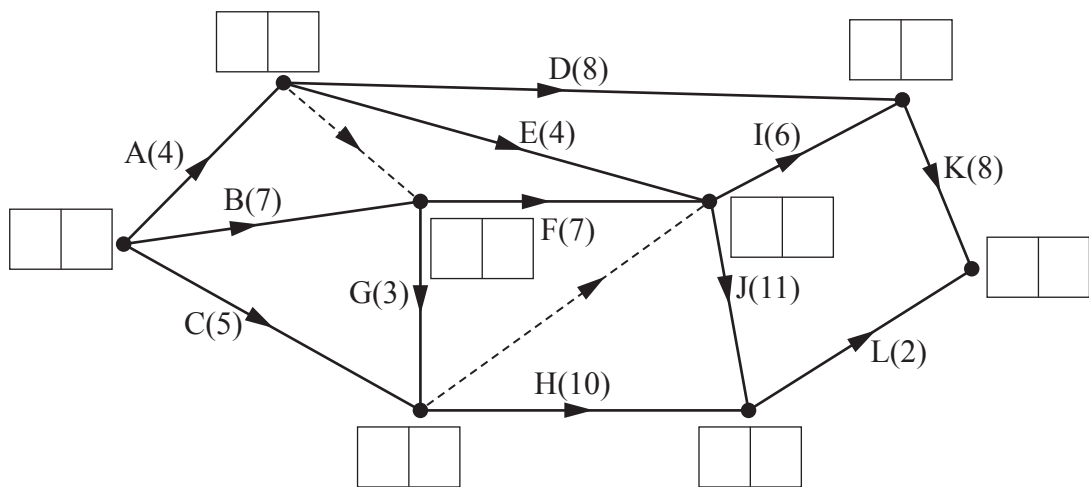 D(8)
E(4)
I(6)
A(4)
K(8)
B(7)
F(7)
G(3)
J(11)
C(5)
L(2)
H(10)